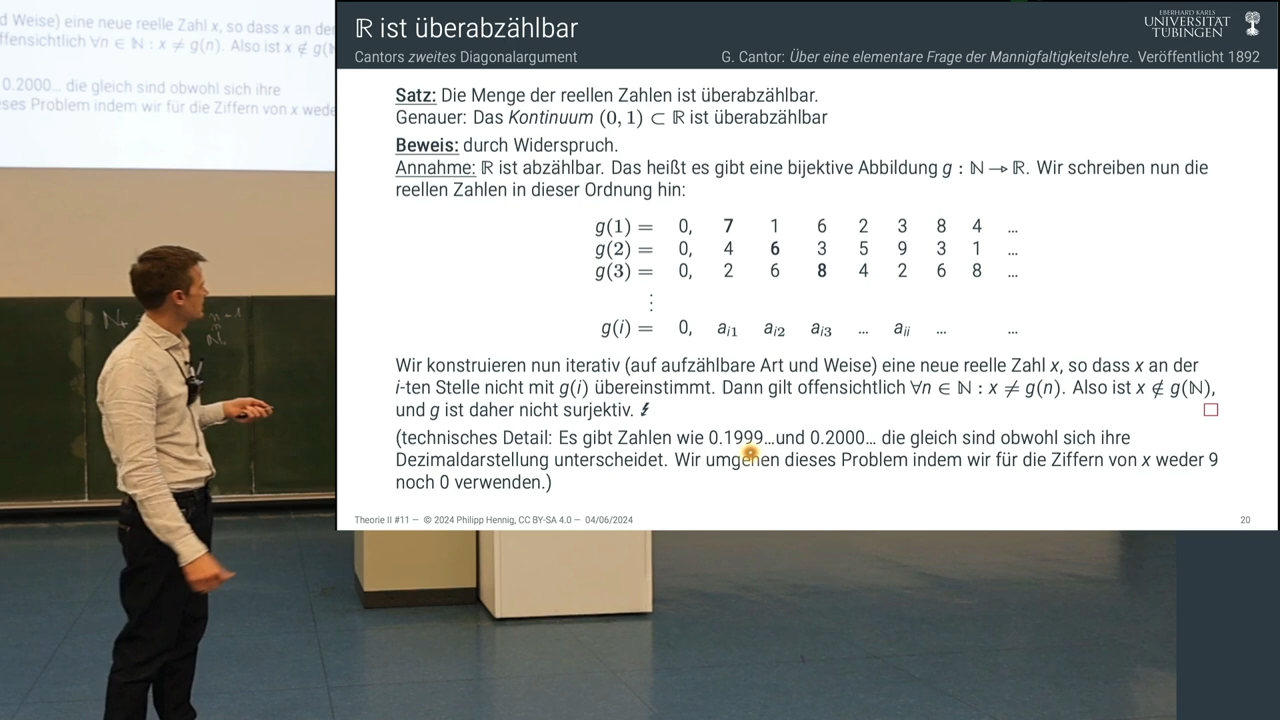 d Weise) eine neue reelle Zahl x, so dass x an der
ffensichtlich ∀n ∈ ℕ : x ≠ g(n). Also ist x ∉ g(ℕ
0.2000... die gleich sind obwohl sich ihre
eses Problem indem wir für die Ziffern von x wede
ℝ ist überabzählbar
EBERHARD KARLS
UNIVERSITAT
TUBINGEN
Cantors zweites Diagonalargument G. Cantor: Über eine elementare Frage der Mannigfaltigkeitslehre. Veröffentlicht 1892
Satz: Die Menge der reellen Zahlen ist überabzählbar.
Genauer: Das Kontinuum (0, 1) ⊂ ℝ ist überabzählbar
Beweis: durch Widerspruch.
Annahme: ℝ ist abzählbar. Das heißt es gibt eine bijektive Abbildung g : ℕ → ℝ. Wir schreiben nun die
reellen Zahlen in dieser Ordnung hin:
g(1) = 0, 7 1 6 2 3 8 4 ...
g(2) = 0, 4 6 3 5 9 3 1 ...
g(3) = 0, 2 6 8 4 2 6 8 ...
⋮
g(i) = 0, a_{i1} a_{i2} a_{i3} ... a_{ii} ... ...
Wir konstruieren nun iterativ (auf aufzählbare Art und Weise) eine neue reelle Zahl x, so dass x an der
i-ten Stelle nicht mit g(i) übereinstimmt. Dann gilt offensichtlich ∀n ∈ ℕ : x ≠ g(n). Also ist x ∉ g(ℕ),
und g ist daher nicht surjektiv. ↯ □
(technisches Detail: Es gibt Zahlen wie 0.1999...und 0.2000... die gleich sind obwohl sich ihre
Dezimaldarstellung unterscheidet. Wir umgehen dieses Problem indem wir für die Ziffern von x weder 9
noch 0 verwenden.)
Theorie II #11 — © 2024 Philipp Hennig, CC BY-SA 4.0 — 04/06/2024 20